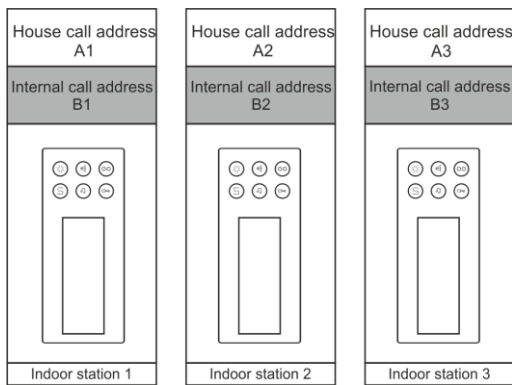 House call address
A1
Internal call address
B1
Indoor station 1
House call address
A2
Internal call address
B2
Indoor station 2
House call address
A3
Internal call address
B3
Indoor station 3